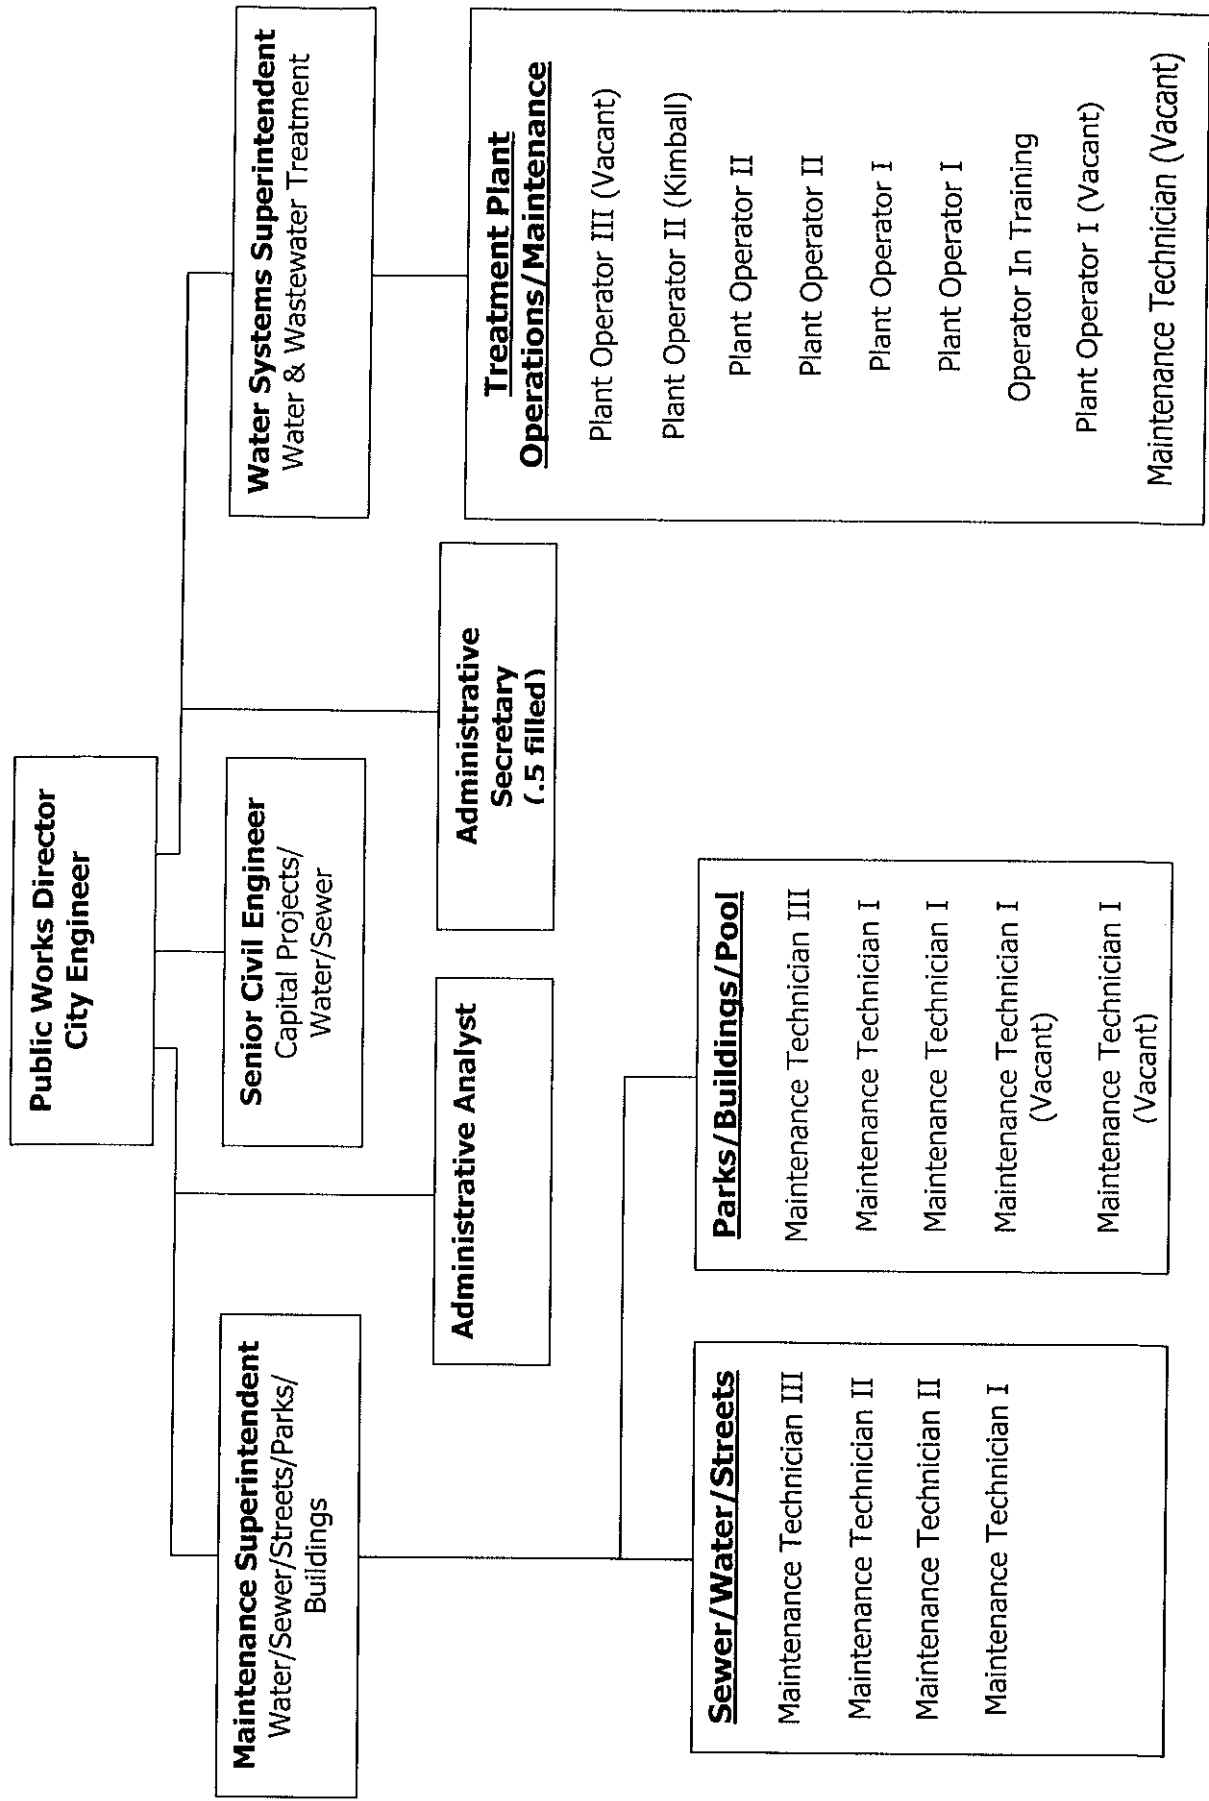 Public Works Director
City Engineer
Maintenance Superintendent
Water/Sewer/Streets/Parks/
Buildings
Senior Civil Engineer
Capital Projects/
Water/Sewer
Water Systems Superintendent
Water & Wastewater Treatment
Administrative Analyst
Administrative
Secretary
(.5 filled)
Sewer/Water/Streets
Maintenance Technician III
Maintenance Technician II
Maintenance Technician II
Maintenance Technician I
Parks/Buildings/Pool
Maintenance Technician III
Maintenance Technician I
Maintenance Technician I
Maintenance Technician I
(Vacant)
Maintenance Technician I
(Vacant)
Treatment Plant
Operations/Maintenance
Plant Operator III (Vacant)
Plant Operator II (Kimball)
Plant Operator II
Plant Operator II
Plant Operator I
Plant Operator I
Operator In Training
Plant Operator I (Vacant)
Maintenance Technician (Vacant)